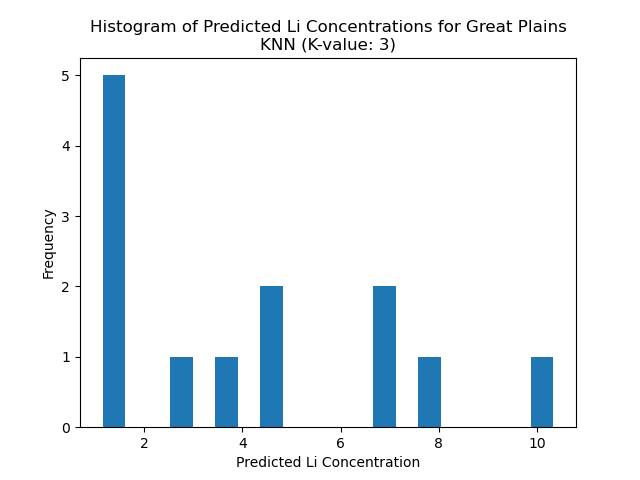 Histogram of Predicted Li Concentrations for Great Plains
KNN (K-value: 3)
5
4
3
2
1
0
Frequency
2 4 6 8 10
Predicted Li Concentration